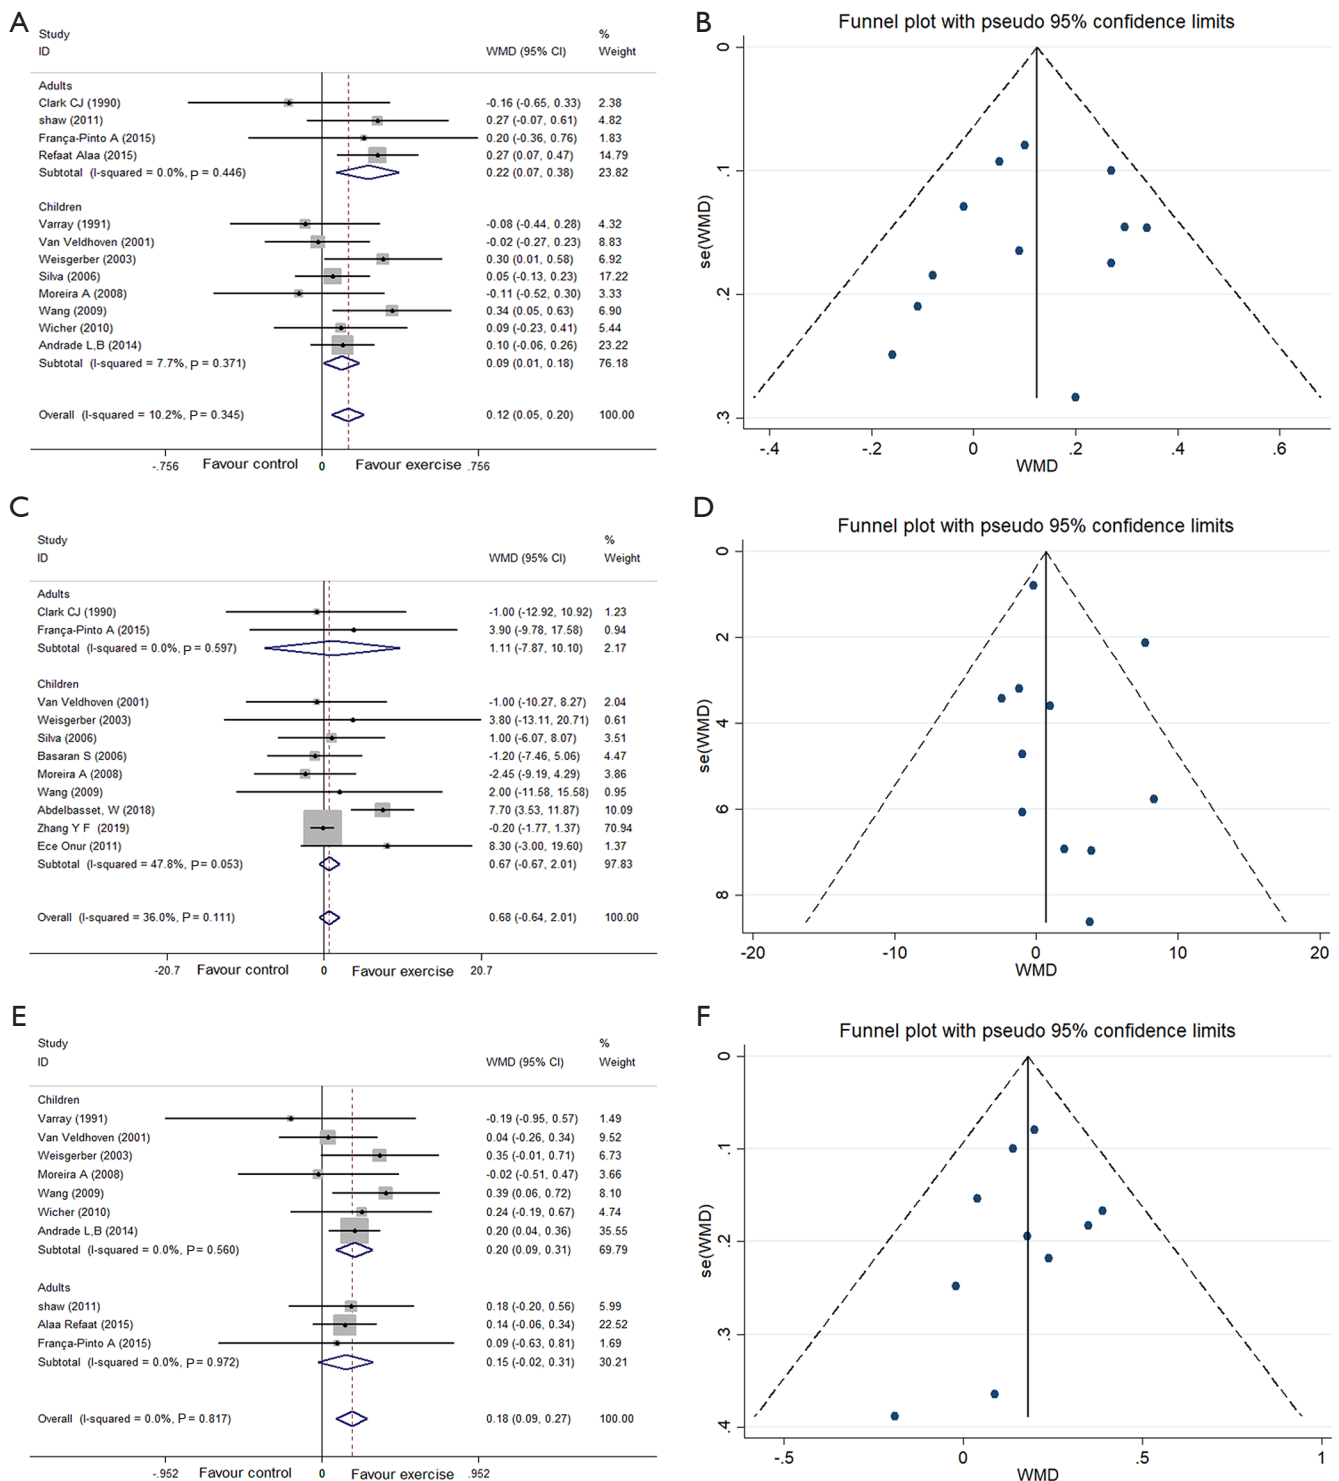 A
Study
%
ID
WMD (95% CI)
Weight
Adults
Clark CJ (1990) -0.16 (-0.65, 0.33) 2.38
shaw (2011) 0.27 (-0.07, 0.61) 4.82
França-Pinto A (2015) 0.20 (-0.36, 0.76) 1.83
Refaat Alaa (2015) 0.27 (0.07, 0.47) 14.79
Subtotal (I-squared = 0.0%, P = 0.446) 0.22 (0.07, 0.38) 23.82
Children
Varray (1991) -0.08 (-0.44, 0.28) 4.32
Van Veldhoven (2001) -0.02 (-0.27, 0.23) 8.83
Weisgerber (2003) 0.30 (0.01, 0.58) 6.92
Silva (2006) 0.05 (-0.13, 0.23) 17.22
Moreira A (2008) -0.11 (-0.52, 0.30) 3.33
Wang (2009) 0.34 (0.05, 0.63) 6.90
Wicher (2010) 0.09 (-0.23, 0.41) 5.44
Andrade L,B (2014) 0.10 (-0.06, 0.26) 23.22
Subtotal (I-squared = 7.7%, P = 0.371) 0.09 (0.01, 0.18) 76.18
Overall (I-squared = 10.2%, P = 0.345) 0.12 (0.05, 0.20) 100.00
-.756 Favour control 0 Favour exercise .756
B
Funnel plot with pseudo 95% confidence limits
se(WMD)
0
.1
.2
.3
-.4 -.2 0 .2 .4 .6
WMD
C
Study
%
ID
WMD (95% CI)
Weight
Adults
Clark CJ (1990) -1.00 (-12.92, 10.92) 1.23
França-Pinto A (2015) 3.90 (-9.78, 17.58) 0.94
Subtotal (I-squared = 0.0%, P = 0.597) 1.11 (-7.87, 10.10) 2.17
Children
Van Veldhoven (2001) -1.00 (-10.27, 8.27) 2.04
Weisgerber (2003) 3.80 (-13.11, 20.71) 0.61
Silva (2006) 1.00 (-6.07, 8.07) 3.51
Basaran S (2006) -1.20 (-7.46, 5.06) 4.47
Moreira A (2008) -2.45 (-9.19, 4.29) 3.86
Wang (2009) 2.00 (-11.58, 15.58) 0.95
Abdelbasset, W (2018) 7.70 (3.53, 11.87) 10.09
Zhang Y F (2019) -0.20 (-1.77, 1.37) 70.94
Ece Onur (2011) 8.30 (-3.00, 19.60) 1.37
Subtotal (I-squared = 47.8%, P = 0.053) 0.67 (-0.67, 2.01) 97.83
Overall (I-squared = 36.0%, P = 0.111) 0.68 (-0.64, 2.01) 100.00
-20.7 Favour control 0 Favour exercise 20.7
D
Funnel plot with pseudo 95% confidence limits
se(WMD)
0
2
4
6
8
-20 -10 0 10 20
WMD
E
Study
%
ID
WMD (95% CI)
Weight
Children
Varray (1991) -0.19 (-0.95, 0.57) 1.49
Van Veldhoven (2001) 0.04 (-0.26, 0.34) 9.52
Weisgerber (2003) 0.35 (-0.01, 0.71) 6.73
Moreira A (2008) -0.02 (-0.51, 0.47) 3.66
Wang (2009) 0.39 (0.06, 0.72) 8.10
Wicher (2010) 0.24 (-0.19, 0.67) 4.74
Andrade L,B (2014) 0.20 (0.04, 0.36) 35.55
Subtotal (I-squared = 0.0%, P = 0.560) 0.20 (0.09, 0.31) 69.79
Adults
shaw (2011) 0.18 (-0.20, 0.56) 5.99
Alaa Refaat (2015) 0.14 (-0.06, 0.34) 22.52
França-Pinto A (2015) 0.09 (-0.63, 0.81) 1.69
Subtotal (I-squared = 0.0%, P = 0.972) 0.15 (-0.02, 0.31) 30.21
Overall (I-squared = 0.0%, P = 0.817) 0.18 (0.09, 0.27) 100.00
-.952 Favour control 0 Favour exercise .952
F
Funnel plot with pseudo 95% confidence limits
se(WMD)
0
.1
.2
.3
.4
-.5 0 .5 1
WMD